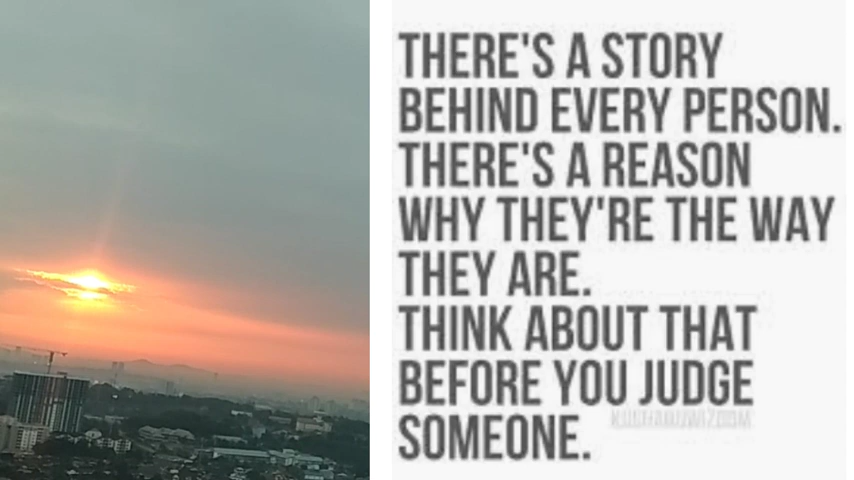 THERE'S A STORY
BEHIND EVERY PERSON.
THERE'S A REASON
WHY THEY'RE THE WAY
THEY ARE.
THINK ABOUT THAT
BEFORE YOU JUDGE
SOMEONE.